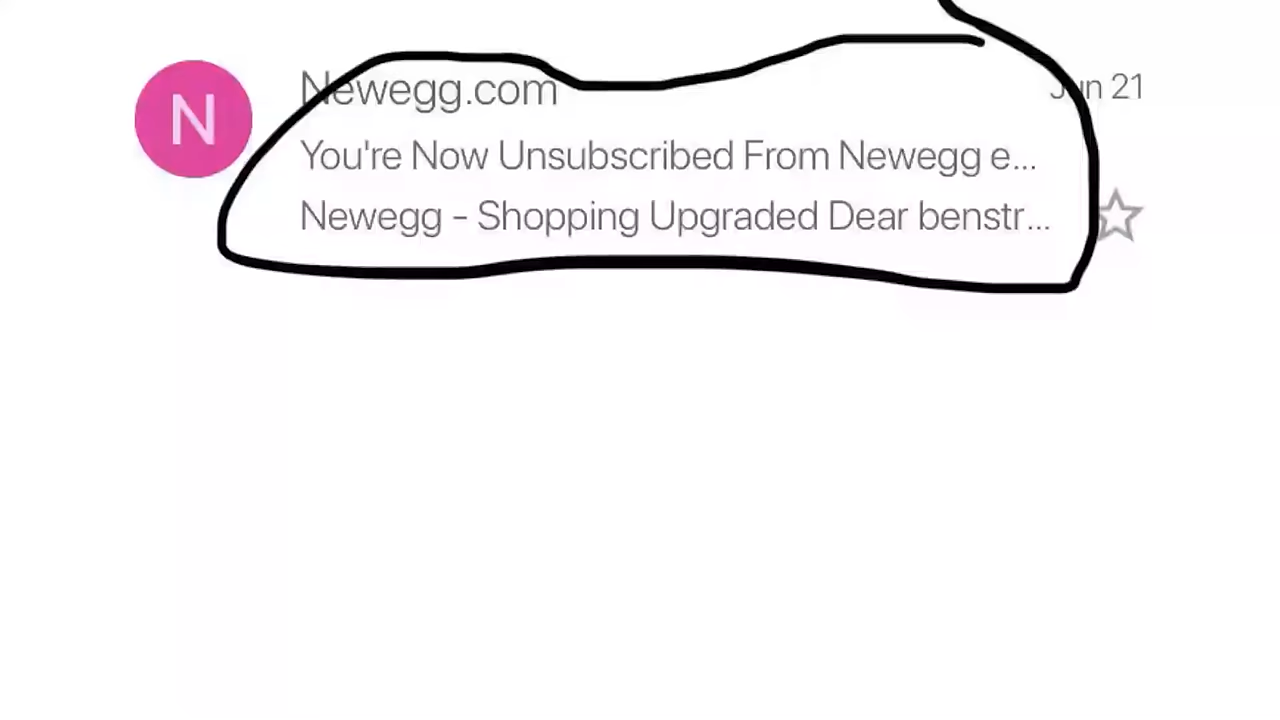 N
Newegg.com
Jun 21
You're Now Unsubscribed From Newegg e...
Newegg - Shopping Upgraded Dear benstr...